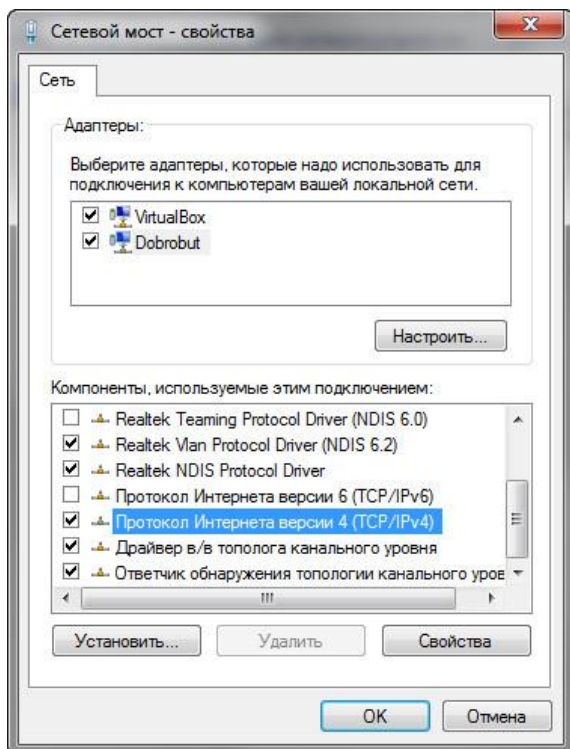 Сетевой мост - свойства
Сеть
Адаптеры:
Выберите адаптеры, которые надо использовать для
подключения к компьютерам вашей локальной сети.
VirtualBox
Dobrobut
Настроить...
Компоненты, используемые этим подключением:
Realtek Teaming Protocol Driver (NDIS 6.0)
Realtek Vlan Protocol Driver (NDIS 6.2)
Realtek NDIS Protocol Driver
Протокол Интернета версии 6 (TCP/IPv6)
Протокол Интернета версии 4 (TCP/IPv4)
Драйвер в/в тополога канального уровня
Ответчик обнаружения топологии канального уров
Установить...
Удалить
Свойства
OK
Отмена